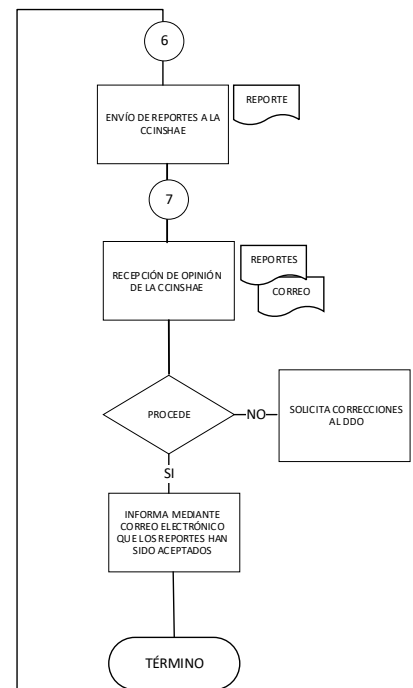 6
ENVÍO DE REPORTES A LA
CCINSHAE
REPORTE
7
RECEPCIÓN DE OPINIÓN
DE LA CCINSHAE
REPORTES
CORREO
PROCEDE
NO
SOLICITA CORRECCIONES
AL DDO
SI
INFORMA MEDIANTE
CORREO ELECTRÓNICO
QUE LOS REPORTES HAN
SIDO ACEPTADOS
TÉRMINO